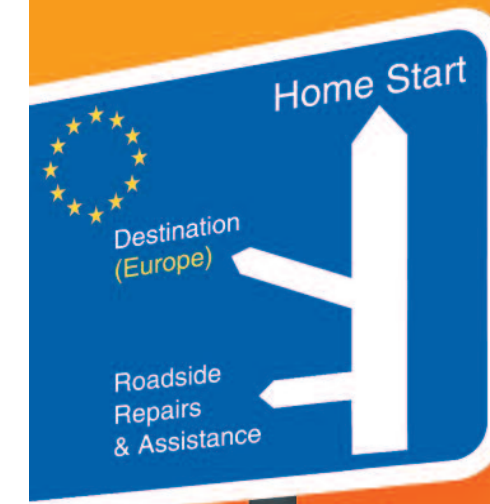 Home Start
Destination
(Europe)
Roadside
Repairs
& Assistance